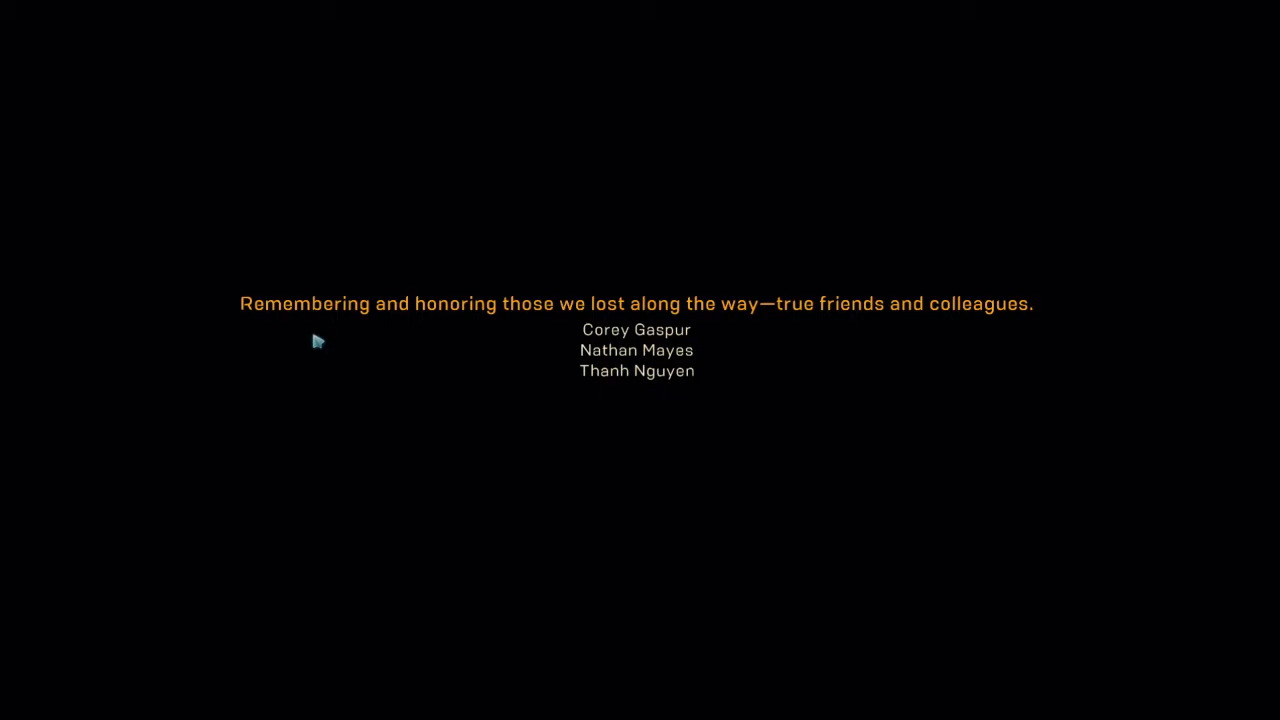 Remembering and honoring those we lost along the way—true friends and colleagues.
Corey Gaspur
Nathan Mayes
Thanh Nguyen